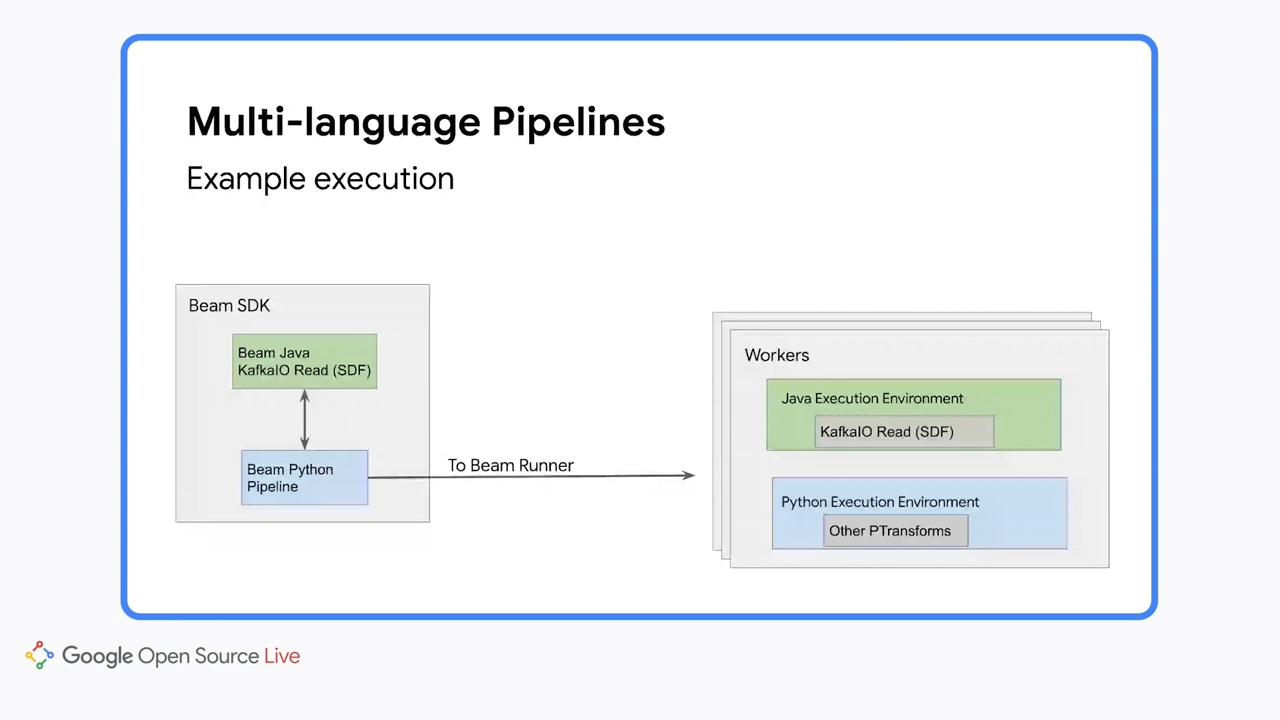 Multi-language Pipelines
Example execution
Beam SDK
Beam Java
KafkaIO Read (SDF)
Beam Python
Pipeline
To Beam Runner
Workers
Java Execution Environment
KafkaIO Read (SDF)
Python Execution Environment
Other PTransforms
Google Open Source Live